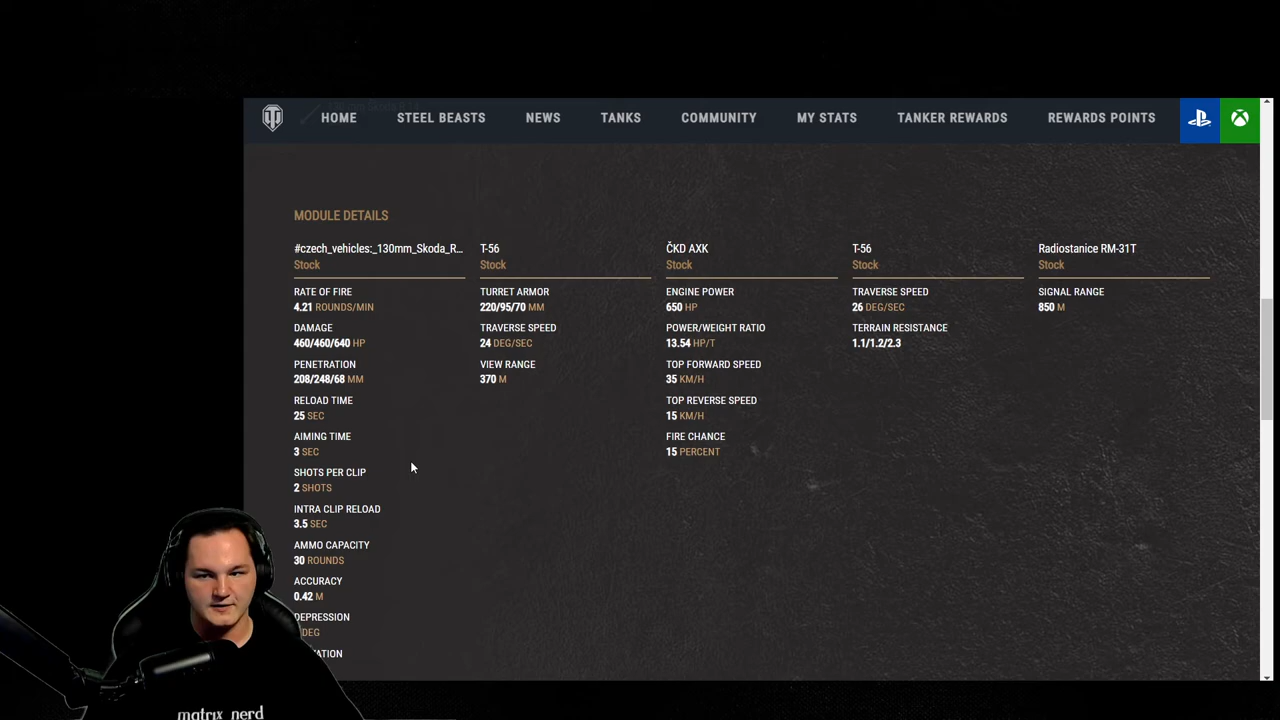 HOME
STEEL BEASTS
NEWS
TANKS
COMMUNITY
MY STATS
TANKER REWARDS
REWARDS POINTS
MODULE DETAILS
#czech_vehicles:_130mm_Skoda_R...
Stock
RATE OF FIRE
4.21 ROUNDS/MIN
DAMAGE
460/460/640 HP
PENETRATION
208/248/68 MM
RELOAD TIME
25 SEC
AIMING TIME
3 SEC
SHOTS PER CLIP
2 SHOTS
INTRA CLIP RELOAD
3.5 SEC
AMMO CAPACITY
30 ROUNDS
ACCURACY
0.42 M
DEPRESSION
DEG
T-56
Stock
TURRET ARMOR
220/95/70 MM
TRAVERSE SPEED
24 DEG/SEC
VIEW RANGE
370 M
ČKD AXK
Stock
ENGINE POWER
650 HP
POWER/WEIGHT RATIO
13.54 HP/T
TOP FORWARD SPEED
35 KM/H
TOP REVERSE SPEED
15 KM/H
FIRE CHANCE
15 PERCENT
T-56
Stock
TRAVERSE SPEED
26 DEG/SEC
TERRAIN RESISTANCE
1.1/1.2/2.3
Radiostanice RM-31T
Stock
SIGNAL RANGE
850 M
matrix nerd